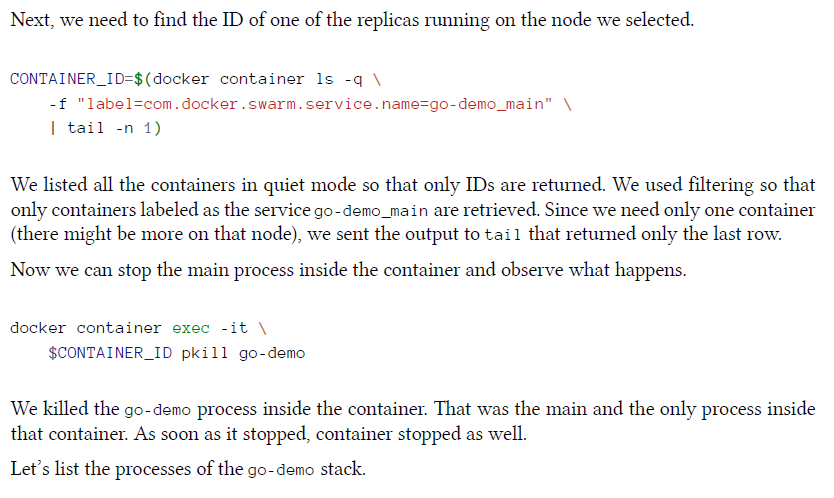 Next, we need to find the ID of one of the replicas running on the node we selected.
CONTAINER_ID=$(docker container ls -q \
-f "label=com.docker.swarm.service.name=go-demo_main" \
| tail -n 1)
We listed all the containers in quiet mode so that only IDs are returned. We used filtering so that
only containers labeled as the service go-demo_main are retrieved. Since we need only one container
(there might be more on that node), we sent the output to tail that returned only the last row.
Now we can stop the main process inside the container and observe what happens.
docker container exec -it \
$CONTAINER_ID pkill go-demo
We killed the go-demo process inside the container. That was the main and the only process inside
that container. As soon as it stopped, container stopped as well.
Let’s list the processes of the go-demo stack.